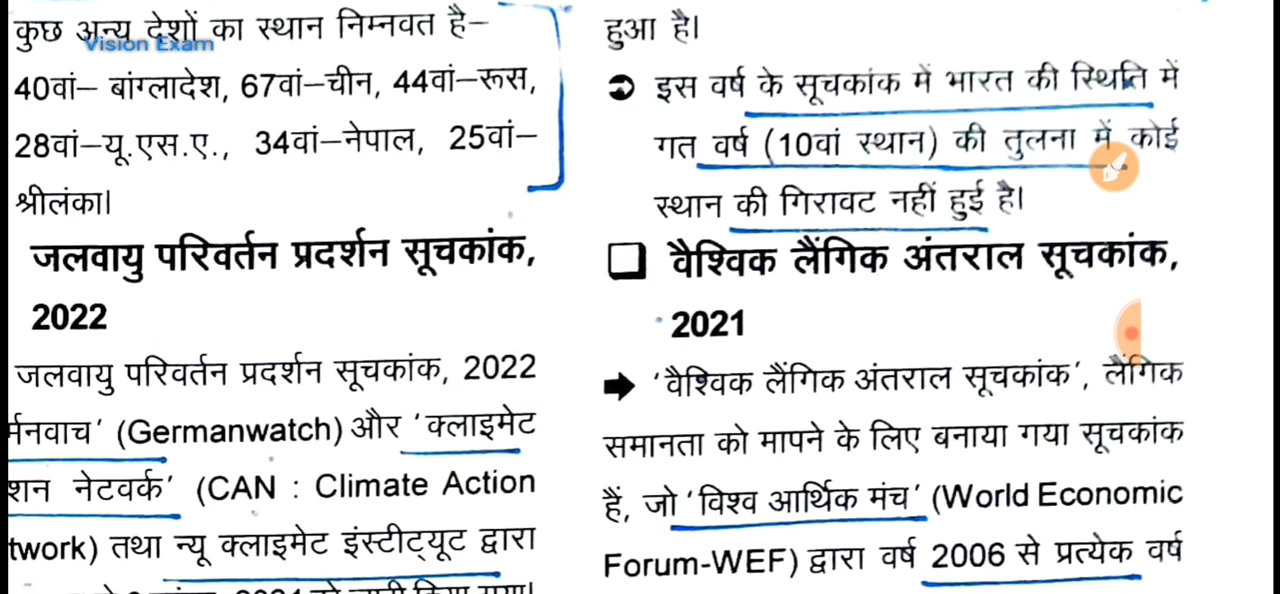 कुछ अन्य देशों का स्थान निम्नवत है–
Vision Exam
40वां– बांग्लादेश, 67वां–चीन, 44वां–रूस,
28वां–यू.एस.ए., 34वां–नेपाल, 25वां–
श्रीलंका।
जलवायु परिवर्तन प्रदर्शन सूचकांक,
2022
जलवायु परिवर्तन प्रदर्शन सूचकांक, 2022
र्मनवाच' (Germanwatch) और 'क्लाइमेट
शन नेटवर्क' (CAN : Climate Action
twork) तथा न्यू क्लाइमेट इंस्टीट्यूट द्वारा
हुआ है।
इस वर्ष के सूचकांक में भारत की स्थिति में
गत वर्ष (10वां स्थान) की तुलना में कोई
स्थान की गिरावट नहीं हुई है।
वैश्विक लैंगिक अंतराल सूचकांक,
2021
'वैश्विक लैंगिक अंतराल सूचकांक', लैंगिक
समानता को मापने के लिए बनाया गया सूचकांक
हैं, जो 'विश्व आर्थिक मंच' (World Economic
Forum-WEF) द्वारा वर्ष 2006 से प्रत्येक वर्ष